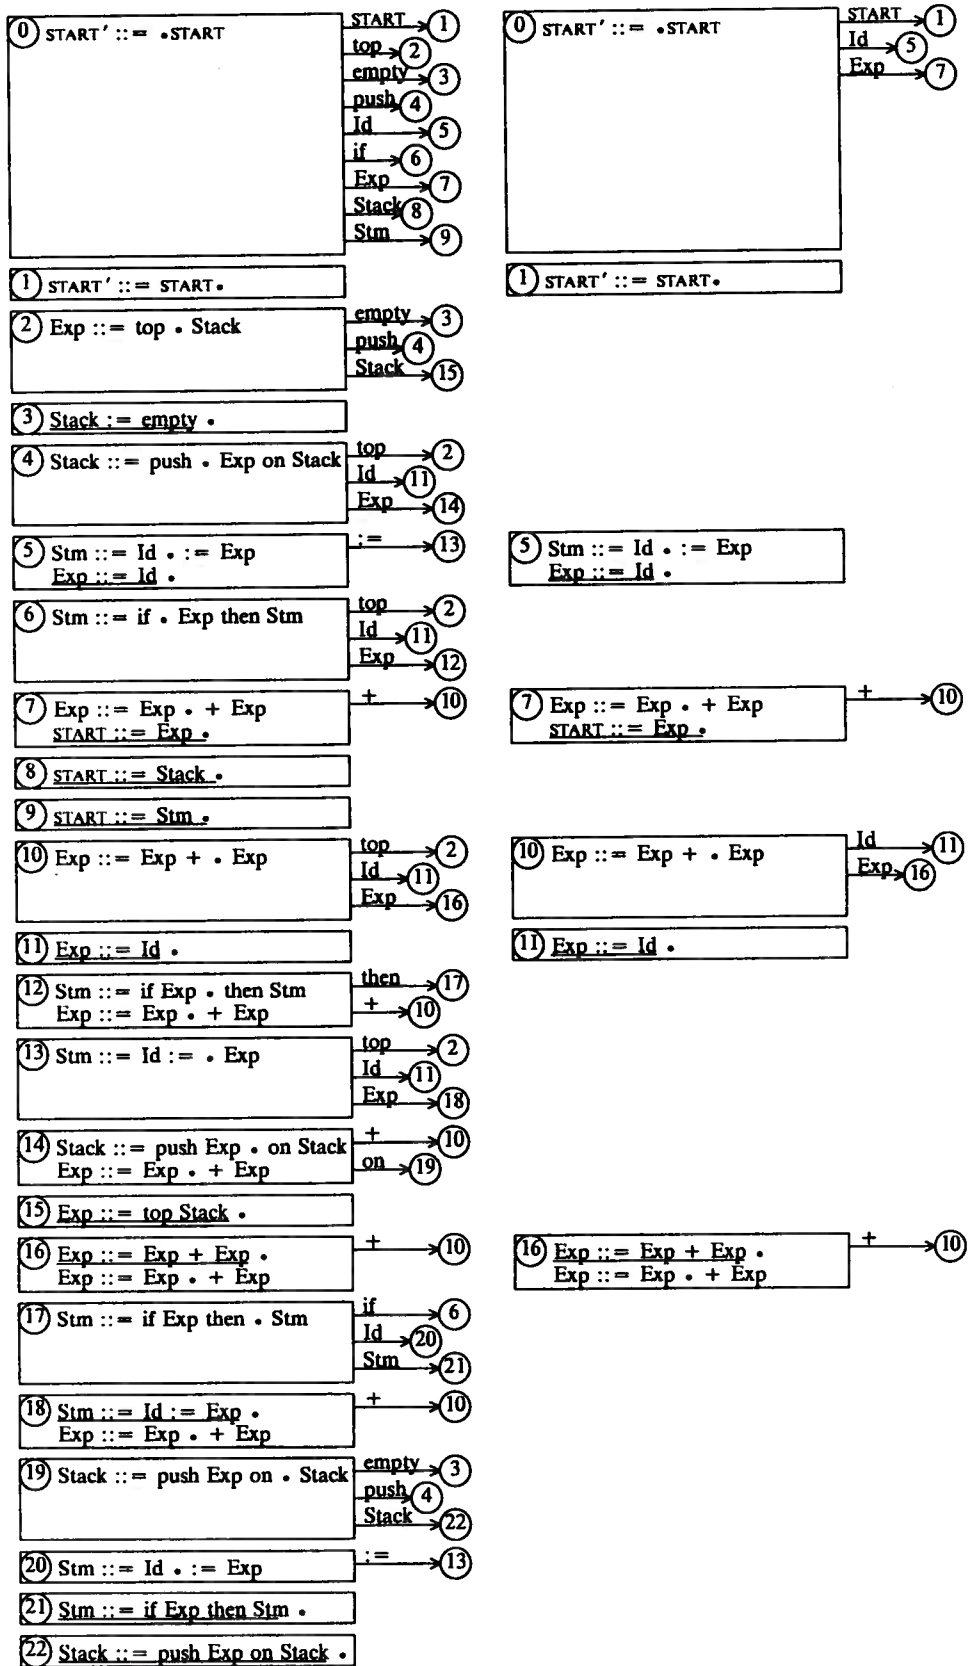 0 START' ::= •START
START 1
top 2
empty 3
push 4
Id 5
if 6
Exp 7
Stack 8
Stm 9
1 START' ::= START•
2 Exp ::= top • Stack
empty 3
push 4
Stack 15
3 Stack := empty •
4 Stack ::= push • Exp on Stack
top 2
Id 11
Exp 14
5 Stm ::= Id • := Exp
Exp ::= Id •
:= 13
6 Stm ::= if • Exp then Stm
top 2
Id 11
Exp 12
7 Exp ::= Exp • + Exp
START ::= Exp •
+ 10
8 START ::= Stack •
9 START ::= Stm •
10 Exp ::= Exp + • Exp
top 2
Id 11
Exp 16
11 Exp ::= Id •
12 Stm ::= if Exp • then Stm
Exp ::= Exp • + Exp
then 17
+ 10
13 Stm ::= Id := • Exp
top 2
Id 11
Exp 18
14 Stack ::= push Exp • on Stack
Exp ::= Exp • + Exp
+ 10
on 19
15 Exp ::= top Stack •
16 Exp ::= Exp + Exp •
Exp ::= Exp • + Exp
+ 10
17 Stm ::= if Exp then • Stm
if 6
Id 20
Stm 21
18 Stm ::= Id := Exp •
Exp ::= Exp • + Exp
+ 10
19 Stack ::= push Exp on • Stack
empty 3
push 4
Stack 22
20 Stm ::= Id • := Exp
:= 13
21 Stm ::= if Exp then Stm •
22 Stack ::= push Exp on Stack •
0 START' ::= •START
START 1
Id 5
Exp 7
1 START' ::= START•
5 Stm ::= Id • := Exp
Exp ::= Id •
7 Exp ::= Exp • + Exp
START ::= Exp •
+ 10
10 Exp ::= Exp + • Exp
Id 11
Exp 16
11 Exp ::= Id •
16 Exp ::= Exp + Exp •
Exp ::= Exp • + Exp
+ 10